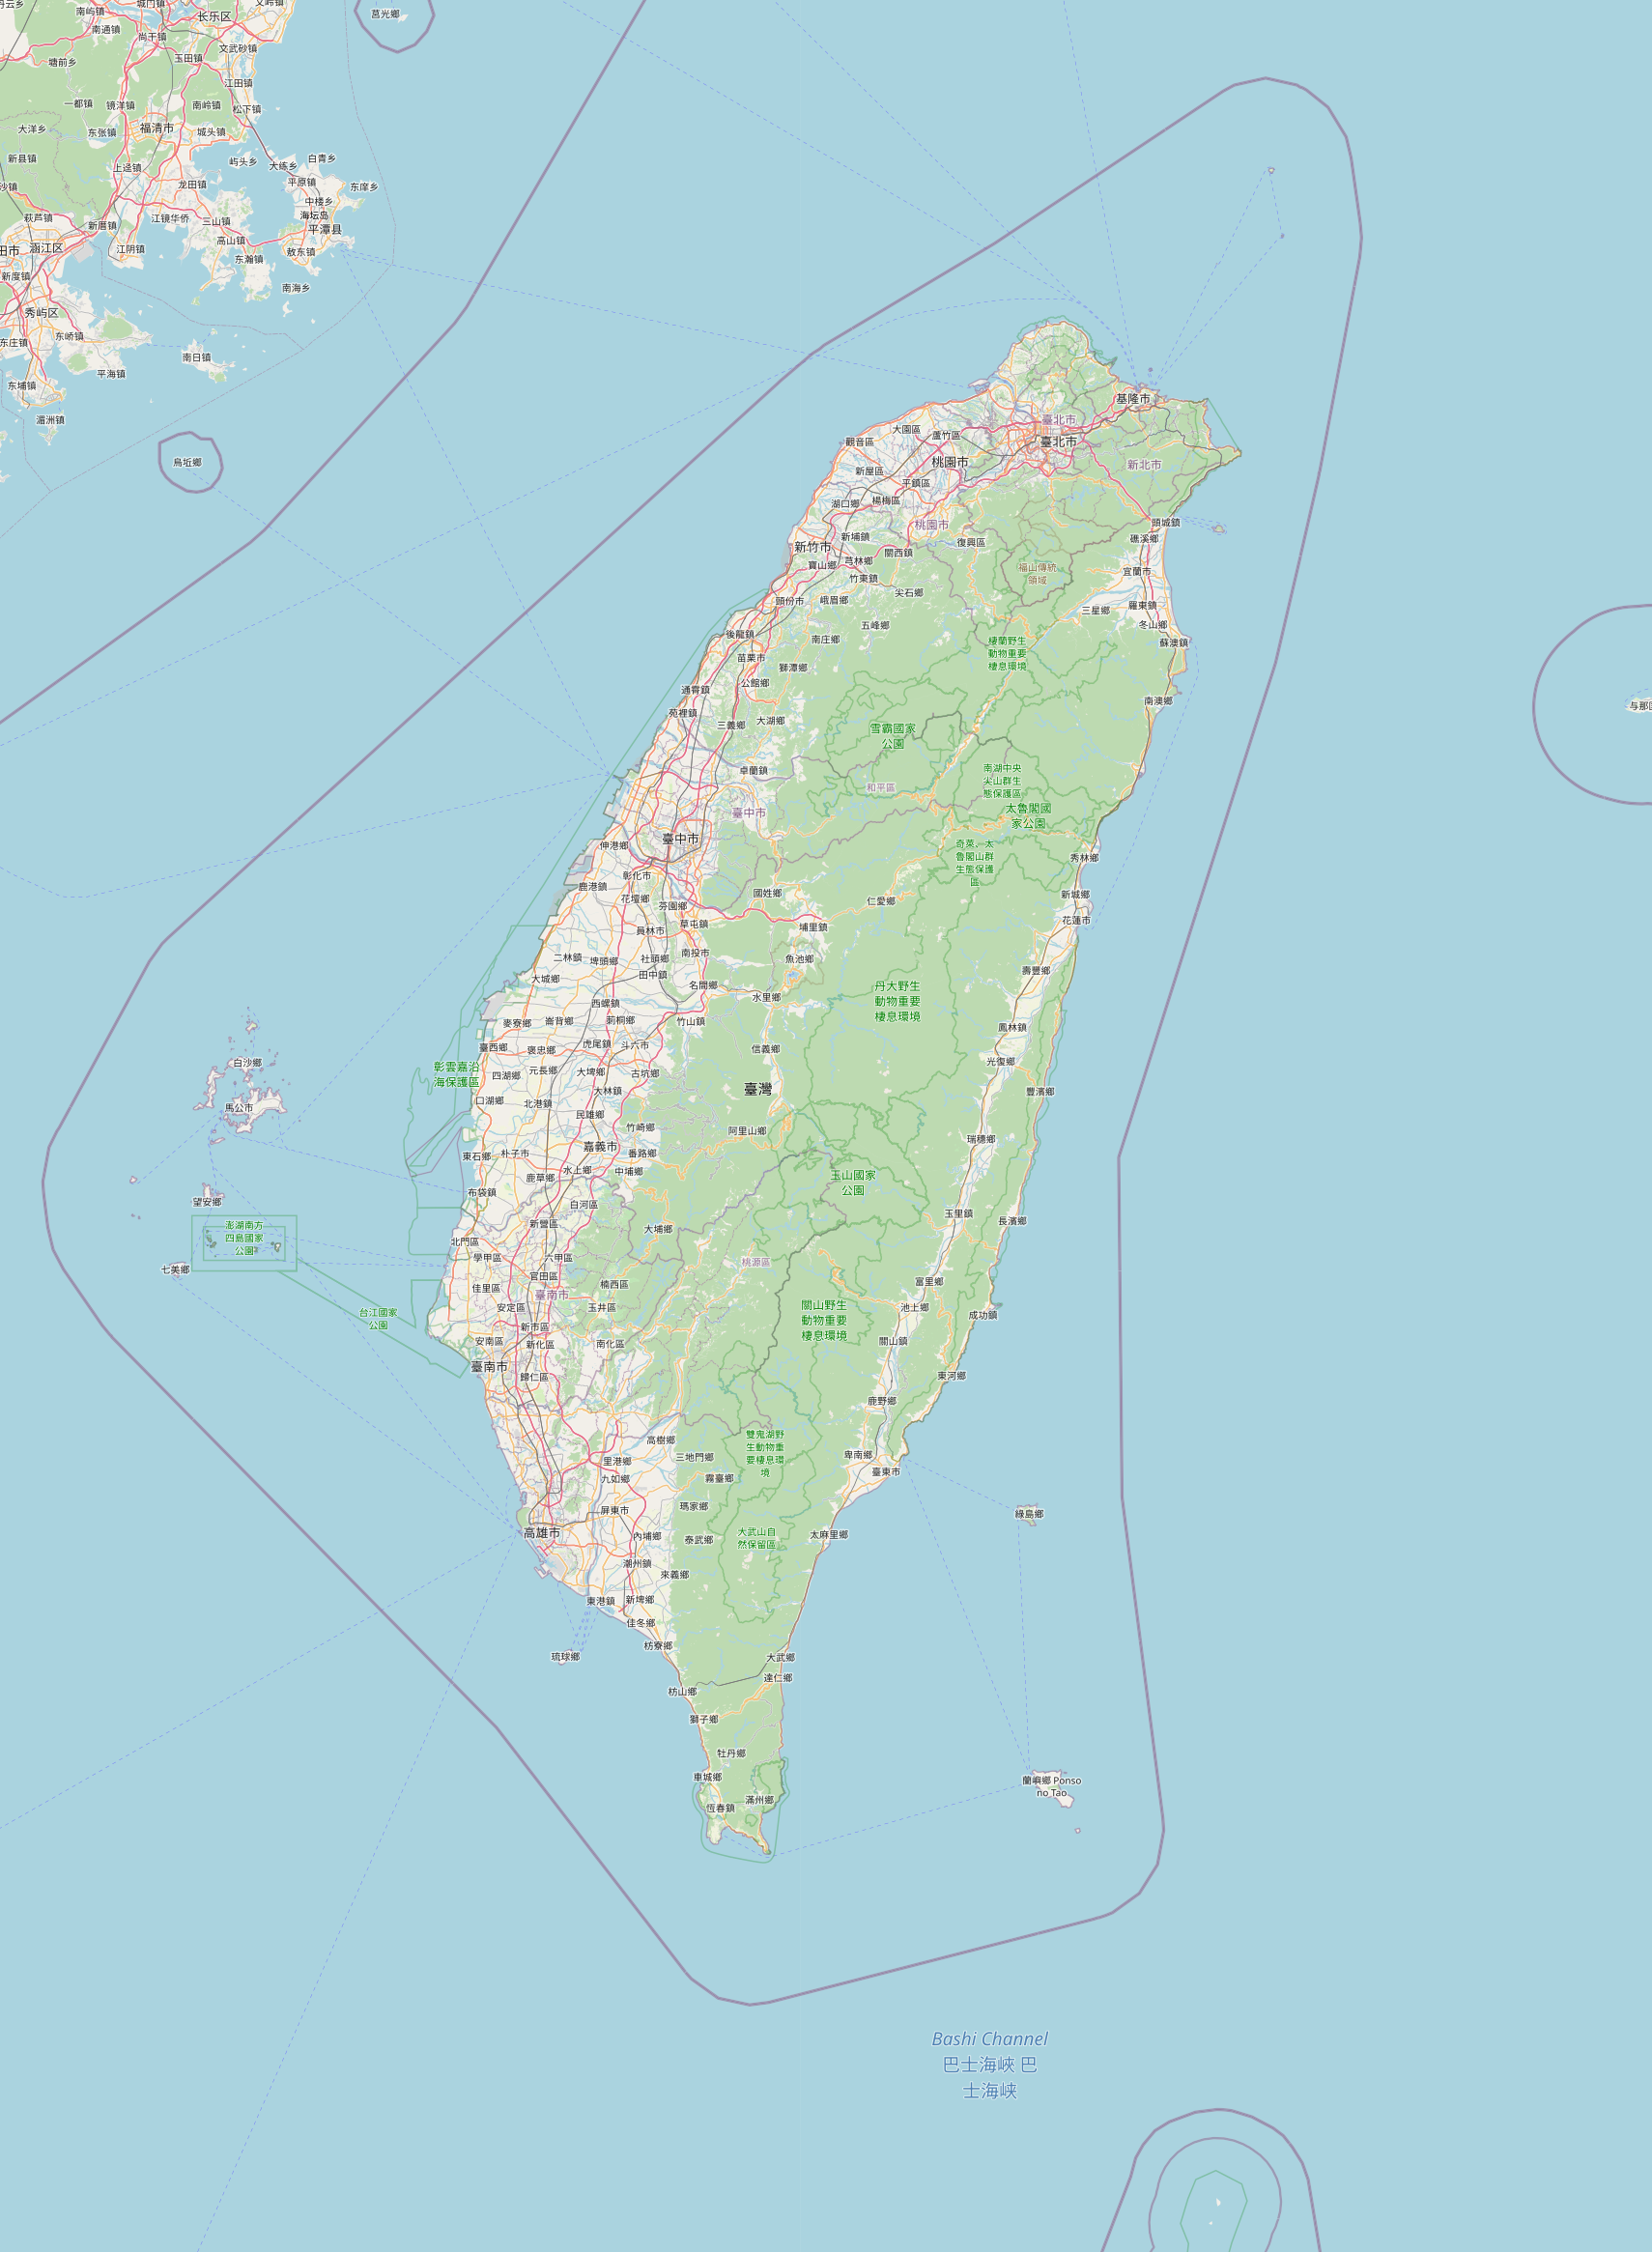 莒光鄉
长乐区
文武砂镇
南屿镇
南通镇
尚干镇
玉田镇
塘前乡
江田镇
一都镇
镜洋镇
南岭镇
松下镇
大洋乡
东张镇
福清市
城头镇
新县镇
上迳镇
屿头乡
大练乡
白青乡
龙田镇
平原镇
东庠乡
中楼乡
海坛岛
平潭县
萩芦镇
新厝镇
江镜华侨
三山镇
涵江区
江阴镇
高山镇
东瀚镇
敖东镇
新度镇
南海乡
秀屿区
东庄镇
东峤镇
南日镇
平海镇
东埔镇
湄洲镇
烏坵鄉
基隆市
臺北市
臺北市
新北市
大園區
蘆竹區
觀音區
桃園市
新屋區
平鎮區
楊梅區
湖口鄉
桃園市
頭城鎮
礁溪鄉
新埔鎮
新竹市
關西鎮
復興區
芎林鄉
寶山鄉
竹東鎮
福山傳統
領域
宜蘭市
尖石鄉
頭份市
峨眉鄉
三星鄉
羅東鎮
五峰鄉
冬山鄉
後龍鎮
南庄鄉
蘇澳鎮
棲蘭野生
動物重要
棲息環境
苗栗市
獅潭鄉
公館鄉
通霄鎮
南澳鄉
苑裡鎮
三義鄉
大湖鄉
雪霸國家
公園
卓蘭鎮
南湖中央
尖山群生
態保護區
和平區
臺中市
太魯閣國
家公園
臺中市
伸港鄉
奇萊、太
魯閣山群
生態保護
區
秀林鄉
彰化市
鹿港鎮
花壇鄉
國姓鄉
仁愛鄉
新城鄉
芬園鄉
草屯鎮
花蓮市
員林市
埔里鎮
南投市
二林鎮
埤頭鄉
社頭鄉
魚池鄉
田中鎮
壽豐鄉
大城鄉
名間鄉
水里鄉
丹大野生
動物重要
棲息環境
西螺鎮
麥寮鄉
崙背鄉
莿桐鄉
竹山鎮
鳳林鎮
臺西鄉
褒忠鄉
虎尾鎮
斗六市
信義鄉
光復鄉
白沙鄉
彰雲嘉沿
海保護區
四湖鄉
元長鄉
大埤鄉
古坑鄉
臺灣
大林鎮
豐濱鄉
口湖鄉
北港鎮
馬公市
民雄鄉
竹崎鄉
阿里山鄉
瑞穗鄉
嘉義市
東石鄉
朴子市
番路鄉
水上鄉
鹿草鄉
中埔鄉
玉山國家
公園
布袋鎮
望安鄉
白河區
玉里鎮
長濱鄉
新營區
大埔鄉
澎湖南方
四島國家
公園
北門區
學甲區
六甲區
桃源區
七美鄉
官田區
楠西區
富里鄉
佳里區
臺南市
安定區
玉井區
關山野生
動物重要
棲息環境
池上鄉
台江國家
公園
成功鎮
新市區
安南區
新化區
南化區
關山鎮
臺南市
歸仁區
東河鄉
鹿野鄉
高樹鄉
雙鬼湖野
生動物重
要棲息環
境
三地門鄉
里港鄉
卑南鄉
臺東市
九如鄉
霧臺鄉
屏東市
瑪家鄉
綠島鄉
高雄市
內埔鄉
泰武鄉
大武山自
然保留區
太麻里鄉
潮州鎮
來義鄉
東港鎮
新埤鄉
佳冬鄉
枋寮鄉
琉球鄉
大武鄉
達仁鄉
枋山鄉
獅子鄉
牡丹鄉
車城鄉
蘭嶼鄉 Ponso
no Tao
滿州鄉
恆春鎮
Bashi Channel
巴士海峽 巴
士海峡